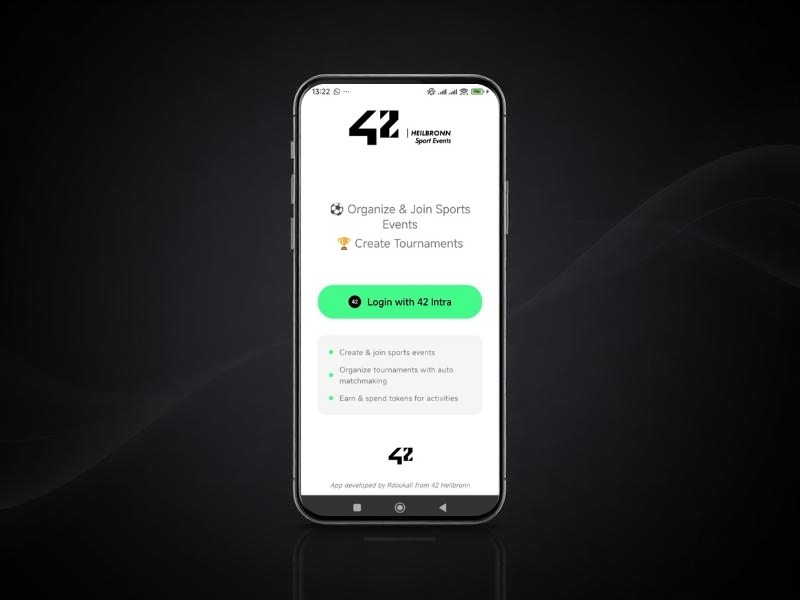 13:22
42
HEILBRONN
Sport Events
⚽ Organize & Join Sports
Events
🏆 Create Tournaments
42 Login with 42 Intra
Create & join sports events
Organize tournaments with auto
matchmaking
Earn & spend tokens for activities
42
App developed by Rdoukali from 42 Heilbronn